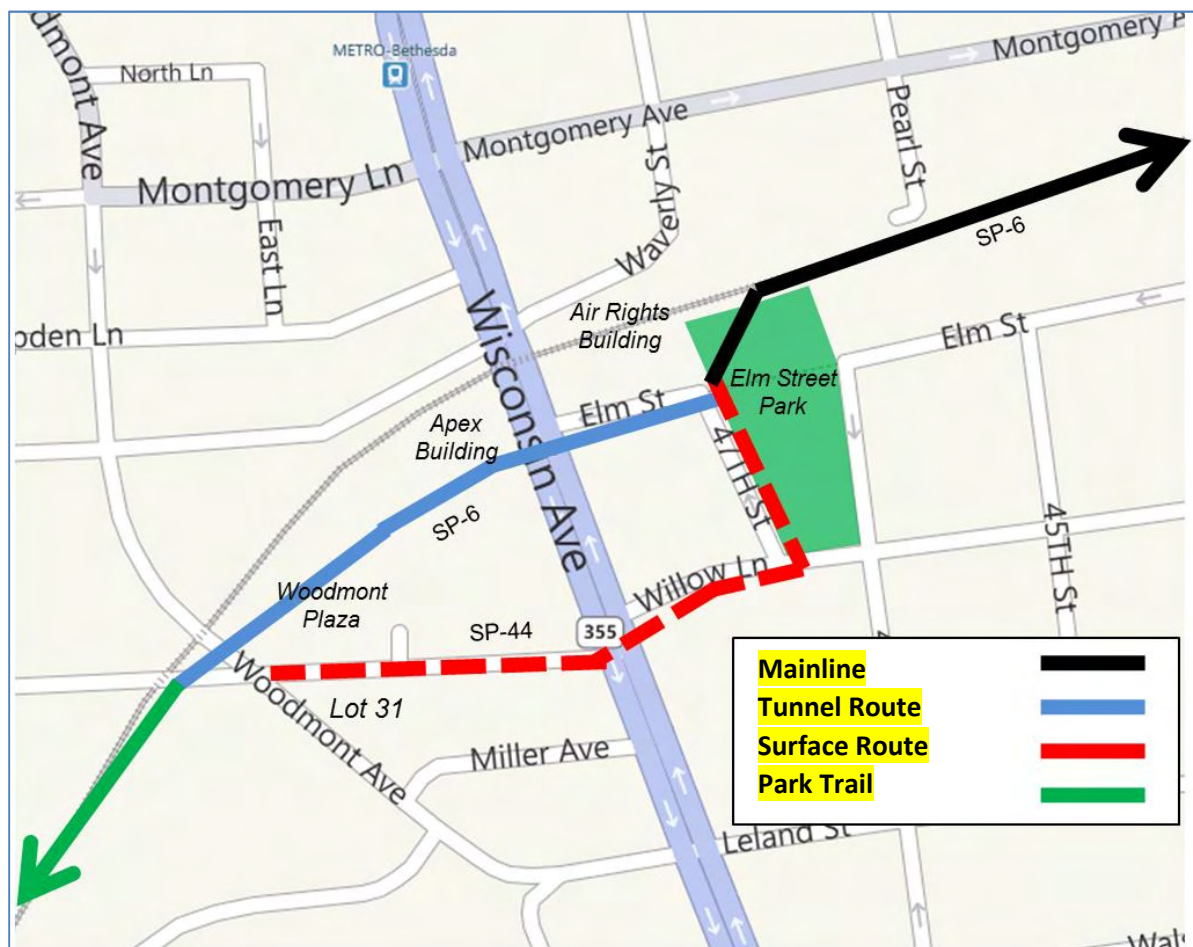 dmont Ave
North Ln
METRO-Bethesda
Montgomery
Montgomery Ave
Montgomery Ln
Pearl St
Waverly St
East Ln
SP-6
Wisconsin Ave
Air Rights
Building
Elm St
Elm Street
Park
Elm St
Apex
Building
47TH St
45TH St
SP-6
Willow Ln
Woodmont
Plaza
SP-44
355
Woodmont Ave
Lot 31
Miller Ave
Leland St
Mainline
Tunnel Route
Surface Route
Park Trail